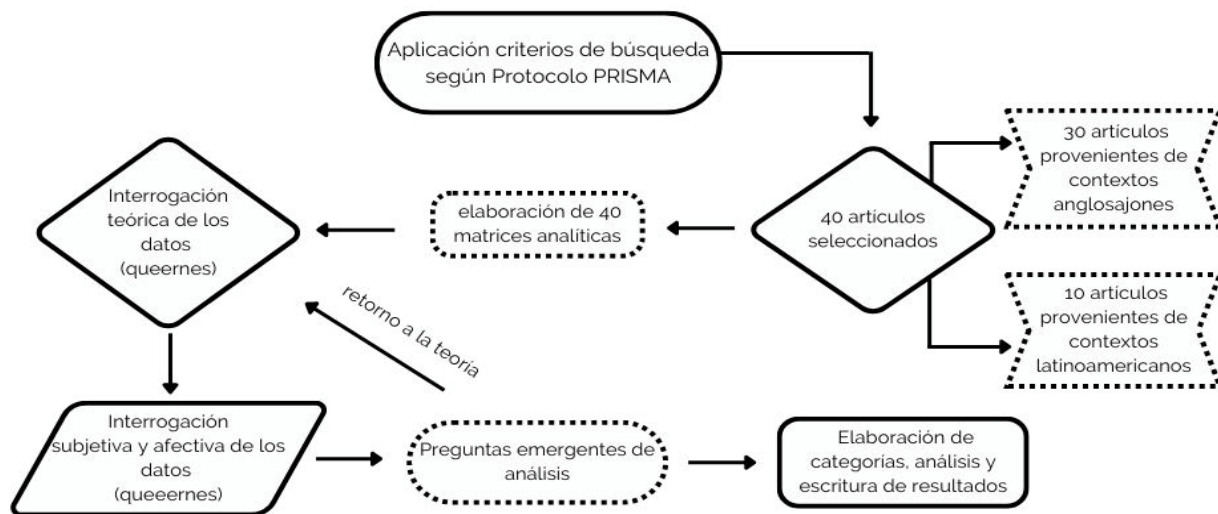 Aplicación criterios de búsqueda
según Protocolo PRISMA
30 artículos
provenientes de
contextos
anglosajones
Interrogación
teórica de los
datos
(queernes)
elaboración de 40
matrices analíticas
40 artículos
seleccionados
10 artículos
provenientes de
contextos
latinoamericanos
retorno a la teoría
Interrogación
subjetiva y afectiva de los
datos
(queeernes)
Preguntas emergentes de
análisis
Elaboración de
categorías, análisis y
escritura de resultados